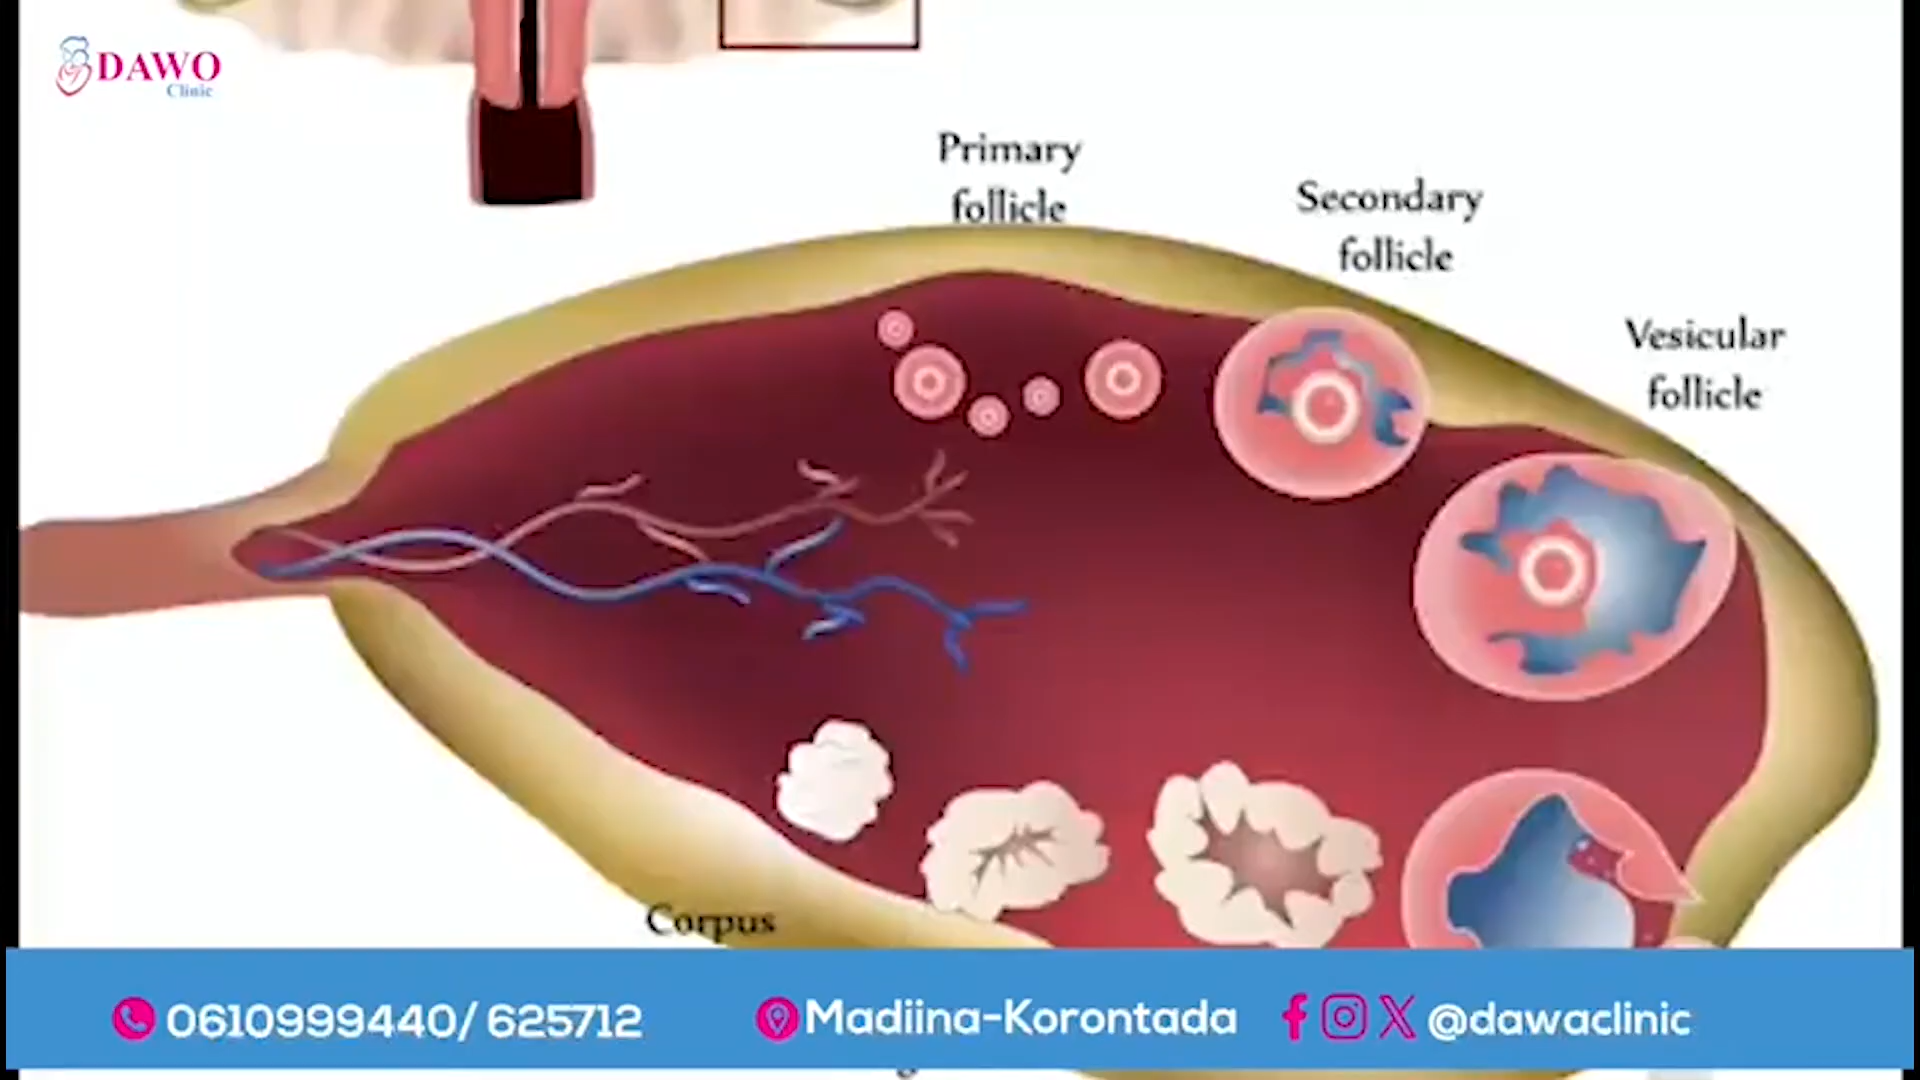 DAWO
Clinic
Primary
follicle
Secondary
follicle
Vesicular
follicle
Corpus
0610999440/ 625712
Madiina-Korontada
@dawaclinic